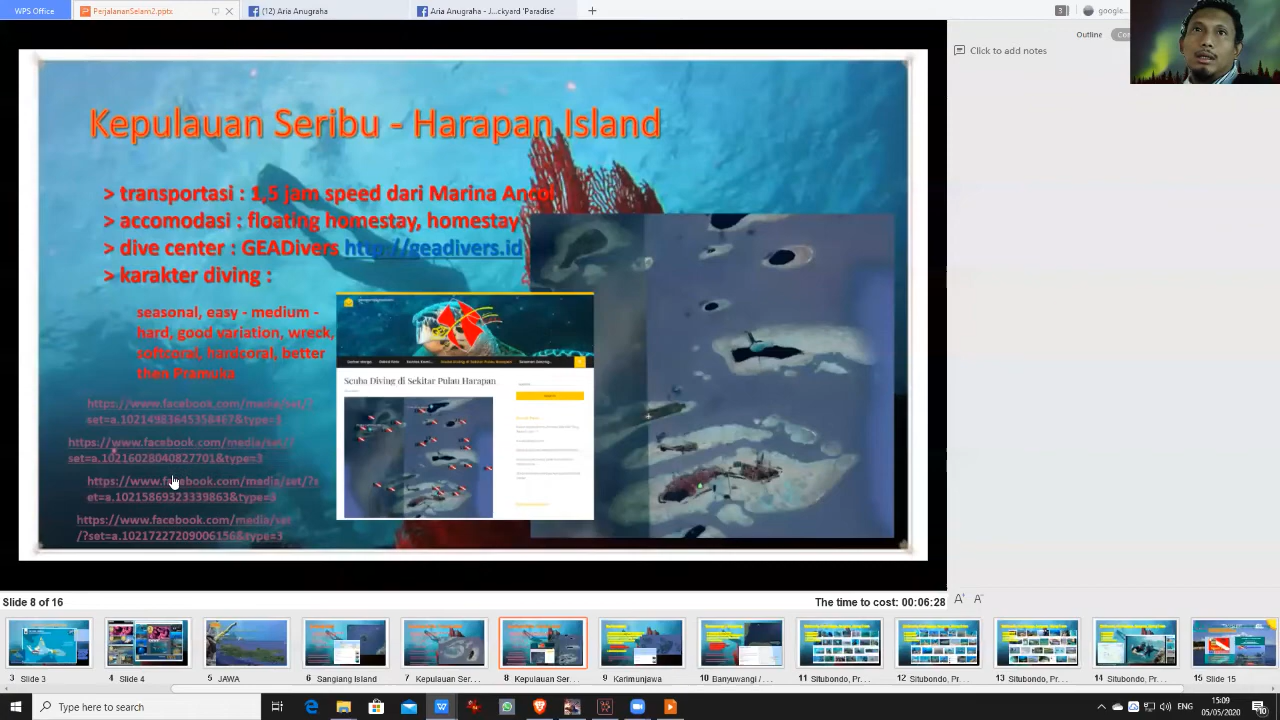 WPS Office
PerjalananSelam2.pptx
(12) Aria Anugraha
Aria Anugraha - J...ckyard 'Paradise'
3
google...
Outline
Click to add notes
Kepulauan Seribu - Harapan Island
> transportasi : 1,5 jam speed dari Marina Ancol
> accomodasi : floating homestay, homestay
> dive center : GEADivers http://geadivers.id
> karakter diving :
seasonal, easy - medium -
hard, good variation, wreck,
softcoral, hardcoral, better
then Pramuka
https://www.facebook.com/media/set/?
set=a.10214983645358467&type=3
https://www.facebook.com/media/set/?
set=a.10216028040827701&type=3
https://www.facebook.com/media/set/?s
et=a.10215869323339863&type=3
https://www.facebook.com/media/set
/?set=a.10217227209006156&type=3
Scuba Diving di Sekitar Pulau Harapan
Slide 8 of 16
The time to cost: 00:06:28
3 Slide 3
4 Slide 4
5 JAWA
6 Sangiang Island
7 Kepulauan Ser...
8 Kepulauan Ser...
9 Karimunjawa
10 Banyuwangi / ...
11 Situbondo, Pr...
12 Situbondo, Pr...
13 Situbondo, Pr...
14 Situbondo, Pr...
15 Slide 15
Type here to search
ENG
15:09
05/05/2020